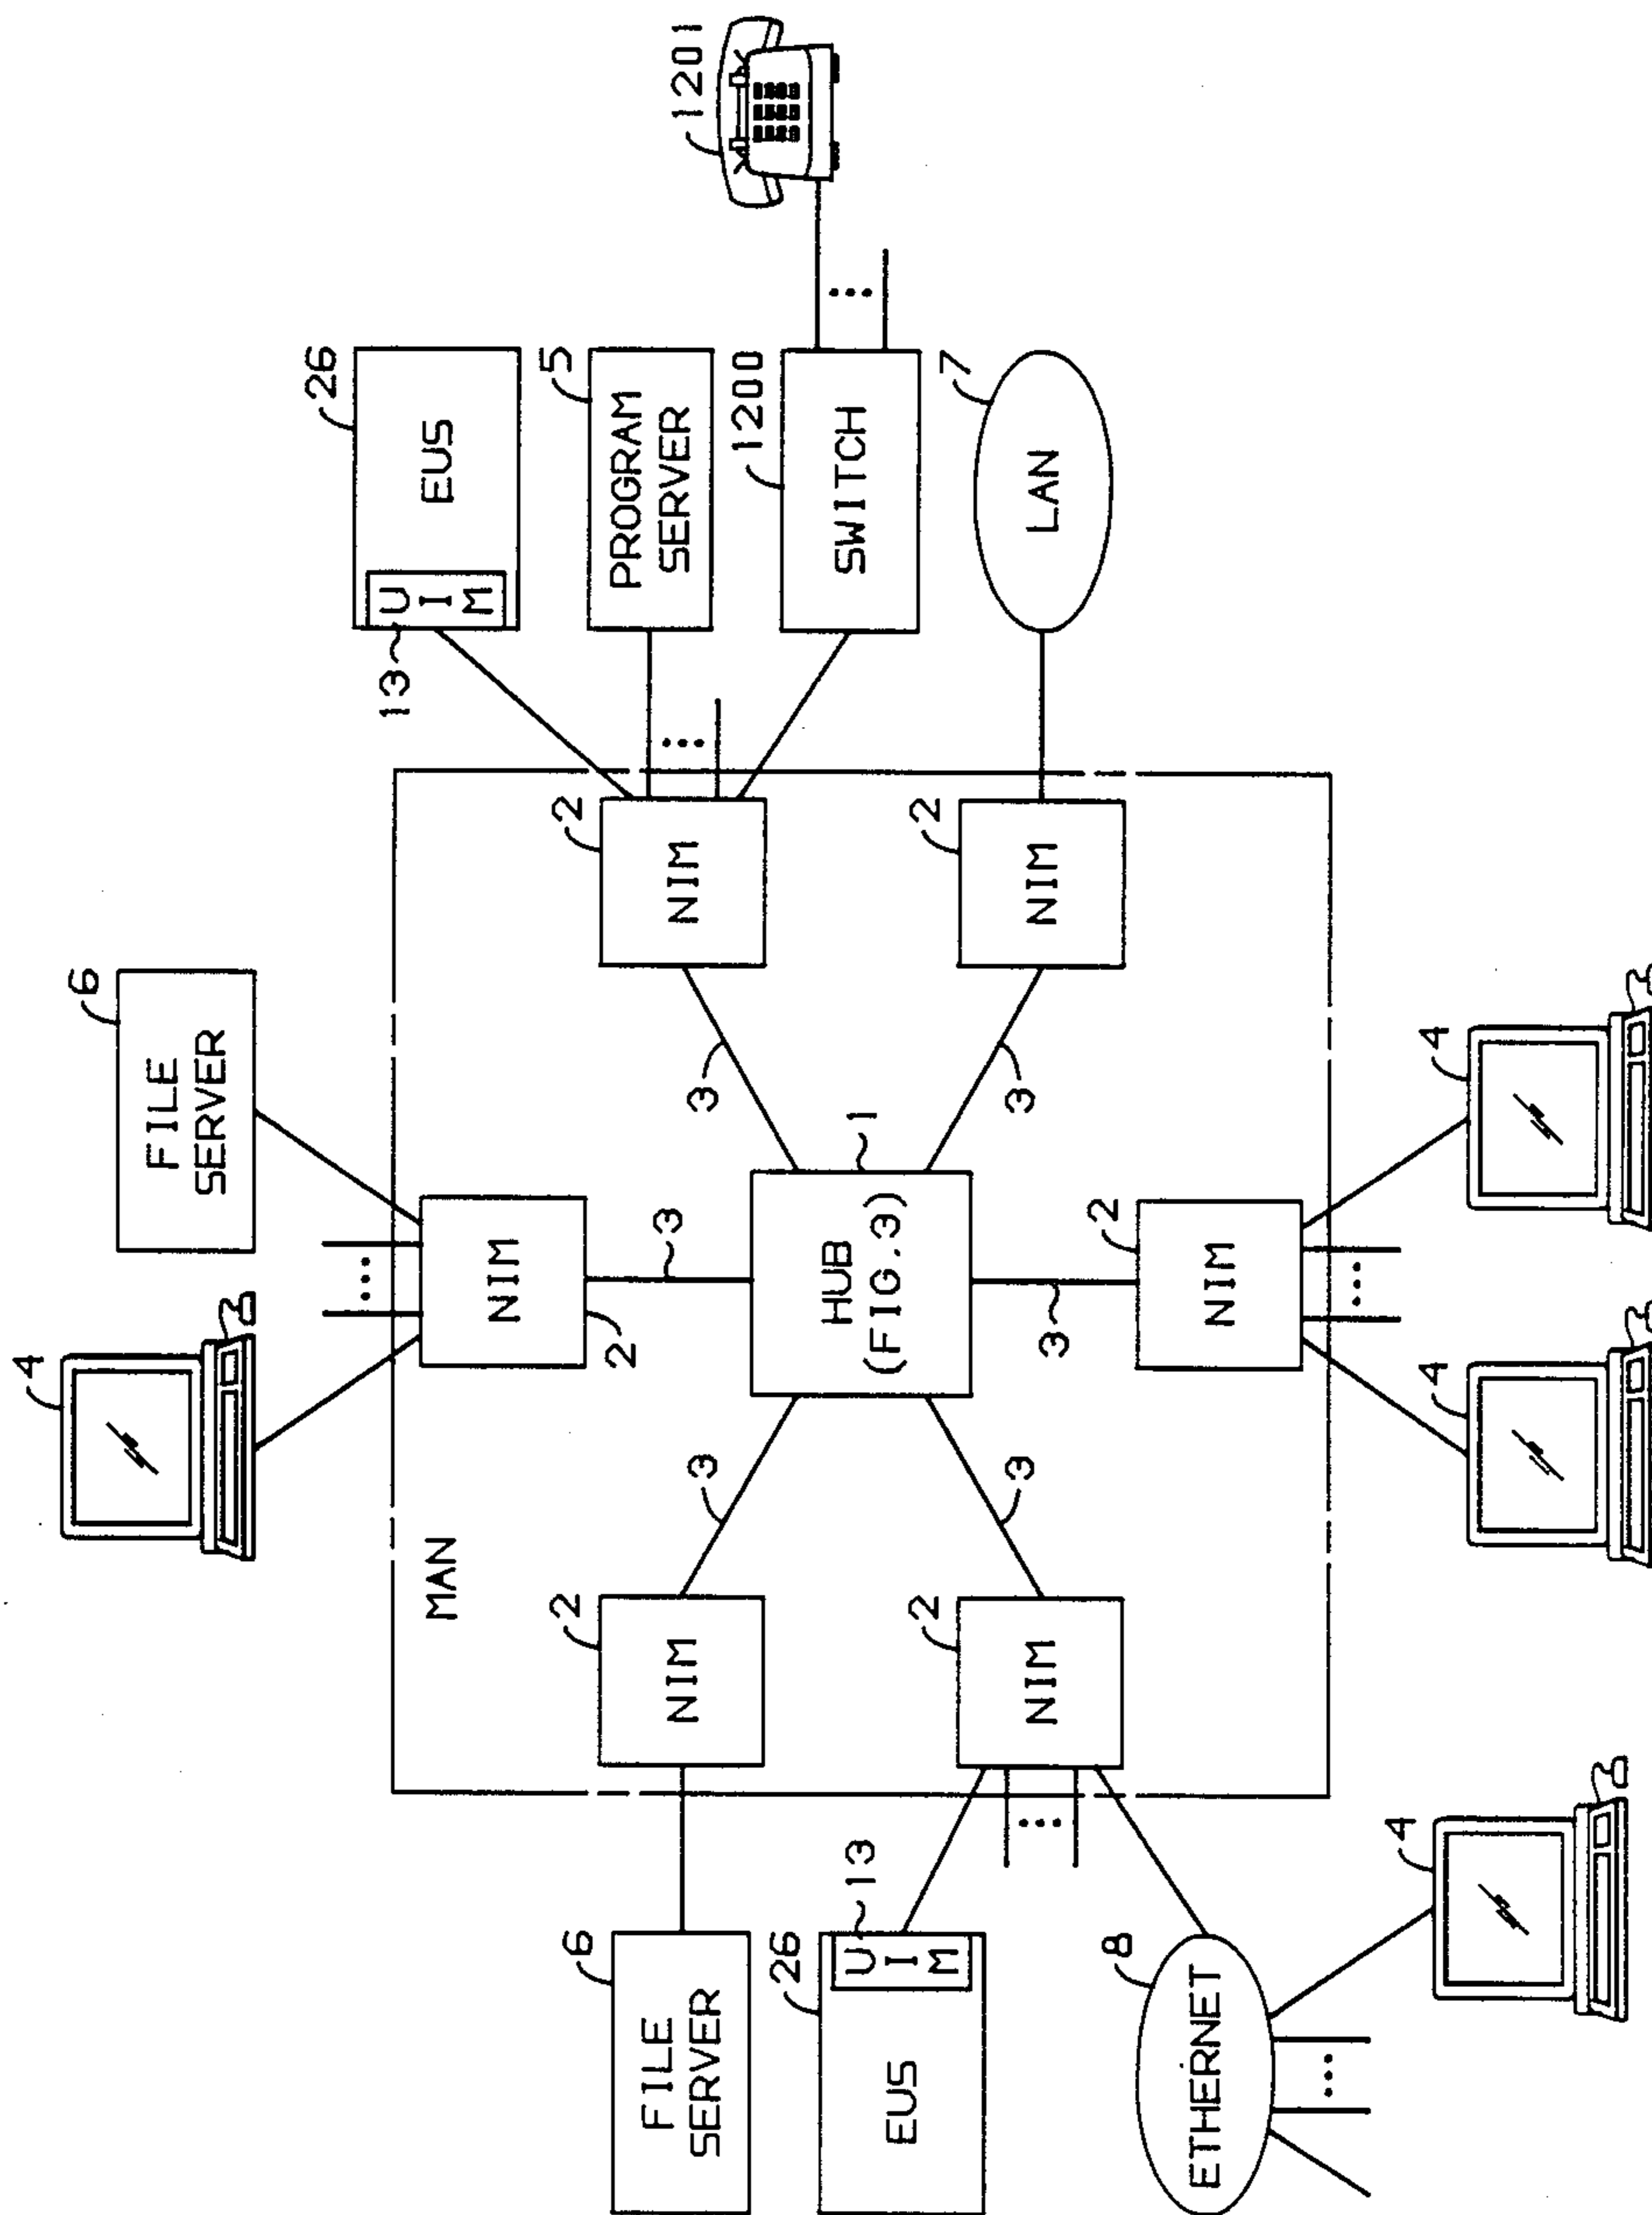 4
6
FILE
SERVER
26
13
UIM
EUS
MAN
NIM
2
3
5
PROGRAM
SERVER
2
NIM
3
2
NIM
3
6
FILE
SERVER
1201
1200
SWITCH
HUB
(FIG.3)
1
26
EUS
13
UIM
2
NIM
3
2
NIM
3
7
LAN
3
2
NIM
8
ETHERNET
4
4
4